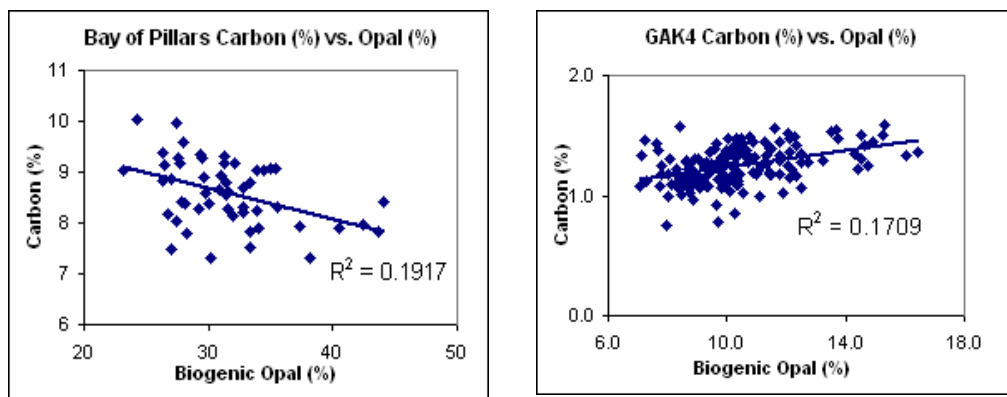 Bay of Pillars Carbon (%) vs. Opal (%)
11
10
9
8
7
6
Carbon (%)
R² = 0.1917
20 30 40 50
Biogenic Opal (%)
GAK4 Carbon (%) vs. Opal (%)
2.0
1.0
0.0
Carbon (%)
R² = 0.1709
6.0 10.0 14.0 18.0
Biogenic Opal (%)